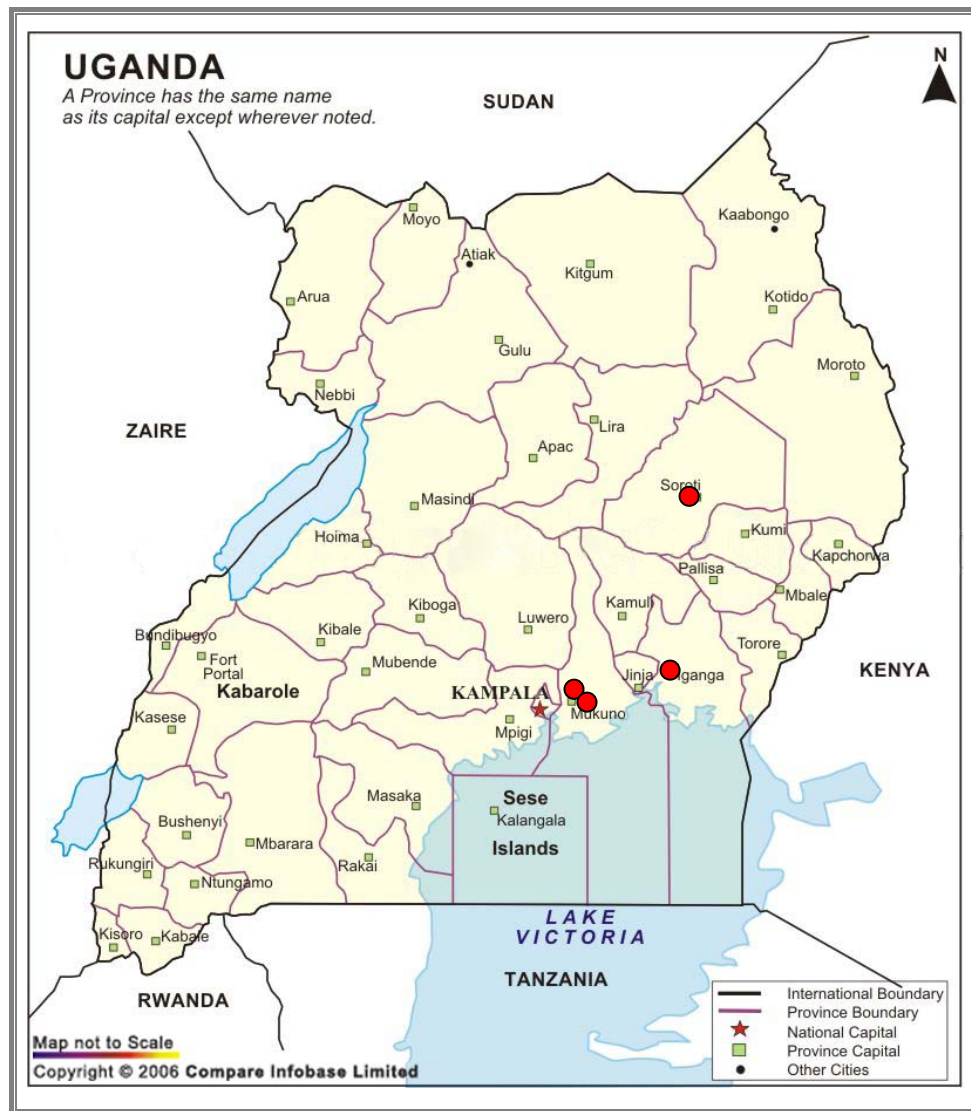 UGANDA
A Province has the same name
as its capital except wherever noted.
N
SUDAN
Kaabongo
Moyo
Atiak
Kitgum
Arua
Kotido
Gulu
Moroto
Nebbi
ZAIRE
Lira
Apac
Soroti
Masindi
Hoima
Kumi
Kapchorwa
Pallisa
Mbale
Kiboga
Kamuli
Luwero
Bundibugyo
Kibale
Torore
Fort
Portal
Mubende
KENYA
Kabarole
KAMPALA
Jinja
Kasese
Mukuno
Mpigi
Masaka
Sese
Kalangala
Islands
Bushenyi
Mbarara
Rukungiri
Rakai
Ntungamo
LAKE
VICTORIA
Kisoro
Kabale
TANZANIA
RWANDA
International Boundary
Province Boundary
National Capital
Province Capital
Other Cities
Map not to Scale
Copyright © 2006 Compare Infobase Limited